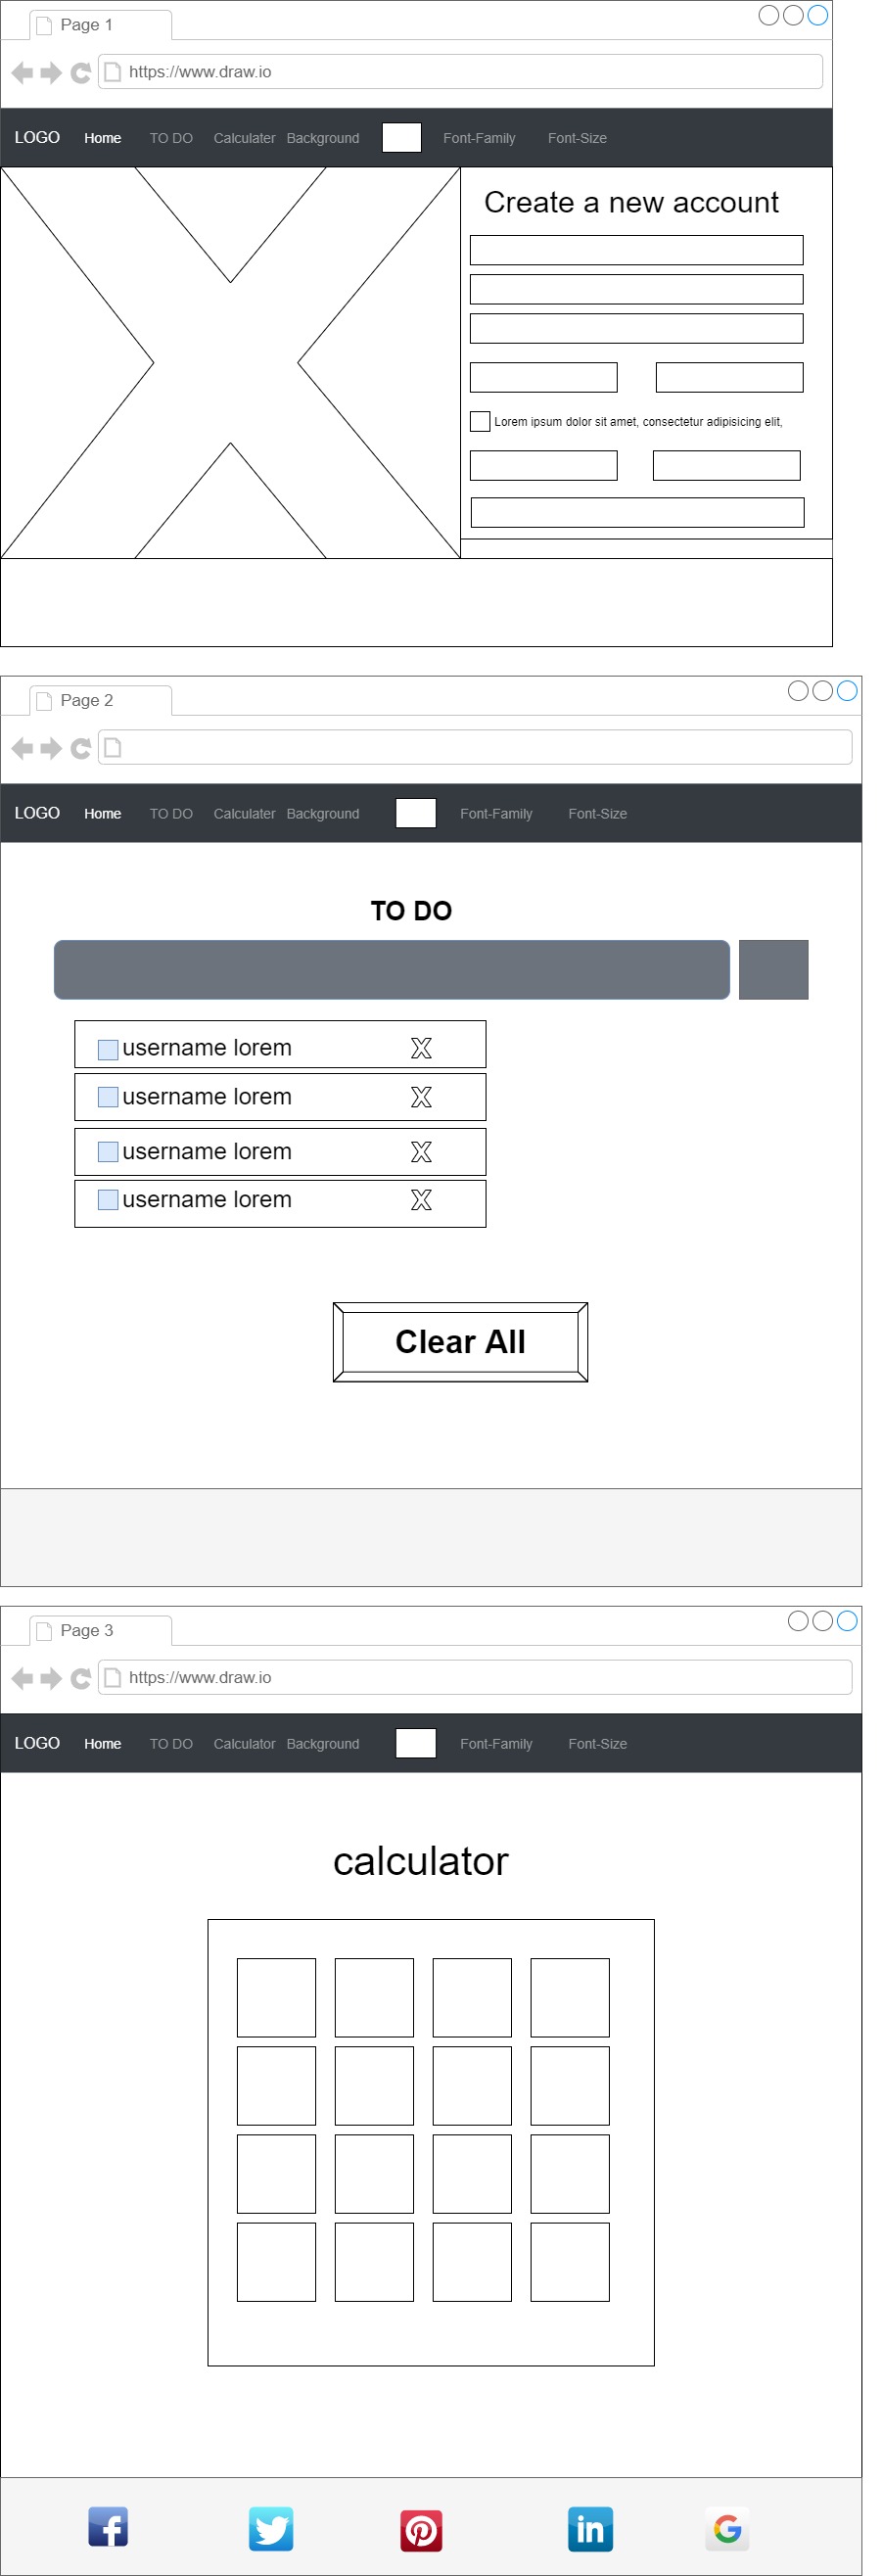 Page 1
https://www.draw.io
LOGO Home TO DO Calculater Background Font-Family Font-Size
Create a new account
Lorem ipsum dolor sit amet, consectetur adipisicing elit,
Page 2
LOGO Home TO DO Calculater Background Font-Family Font-Size
TO DO
username lorem X
username lorem X
username lorem X
username lorem X
Clear All
Page 3
https://www.draw.io
LOGO Home TO DO Calculator Background Font-Family Font-Size
calculator
f in G